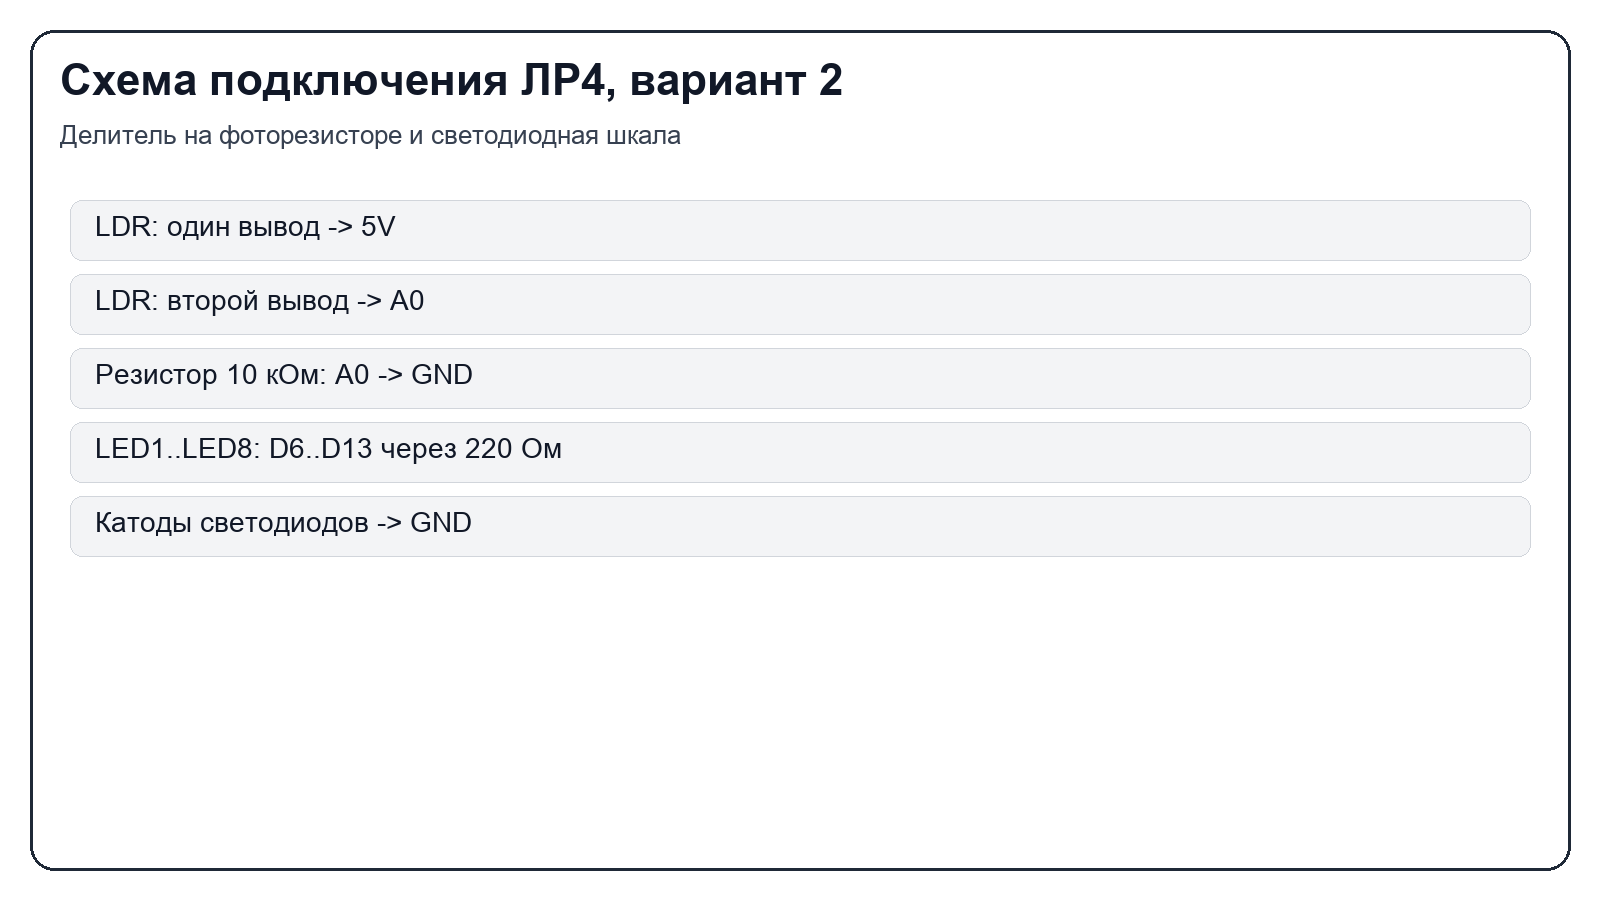 Схема подключения ЛР4, вариант 2
Делитель на фоторезисторе и светодиодная шкала
LDR: один вывод -> 5V
LDR: второй вывод -> A0
Резистор 10 кОм: A0 -> GND
LED1..LED8: D6..D13 через 220 Ом
Катоды светодиодов -> GND